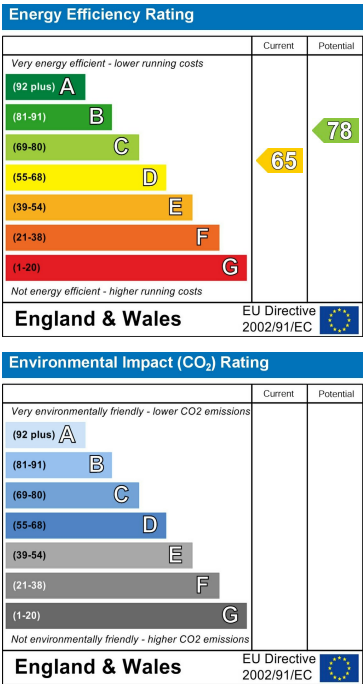 Energy Efficiency Rating
Current Potential
Very energy efficient - lower running costs
(92 plus) A
(81-91) B
(69-80) C
(55-68) D
(39-54) E
(21-38) F
(1-20) G
65
78
Not energy efficient - higher running costs
England & Wales
EU Directive
2002/91/EC
Environmental Impact (CO₂) Rating
Current Potential
Very environmentally friendly - lower CO2 emissions
(92 plus) A
(81-91) B
(69-80) C
(55-68) D
(39-54) E
(21-38) F
(1-20) G
Not environmentally friendly - higher CO2 emissions
England & Wales
EU Directive
2002/91/EC